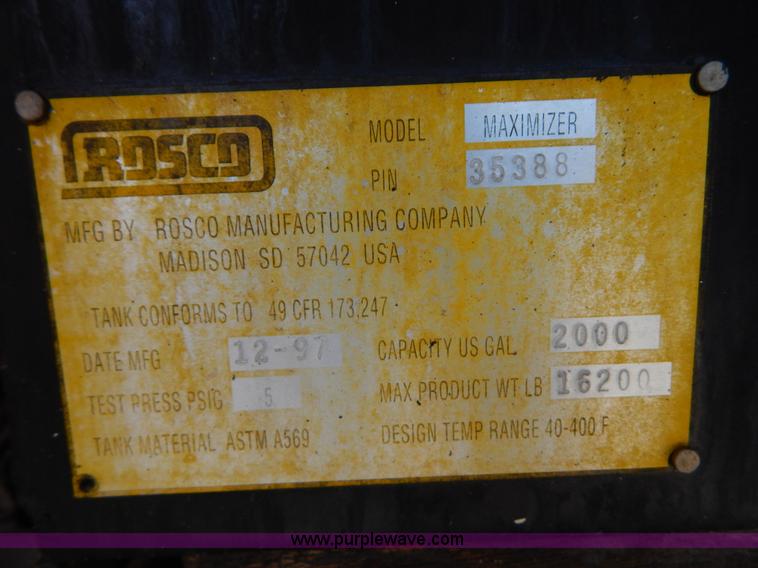 ROSCO
MODEL MAXIMIZER
PIN 35388
MFG BY ROSCO MANUFACTURING COMPANY
MADISON SD 57042 USA
TANK CONFORMS TO 49 CFR 173.247
DATE MFG 12-97 CAPACITY US GAL. 2000
TEST PRESS PSIG 5 MAX PRODUCT WT LB 16200
TANK MATERIAL ASTM A569 DESIGN TEMP RANGE 40-400 F
www.purplewave.com